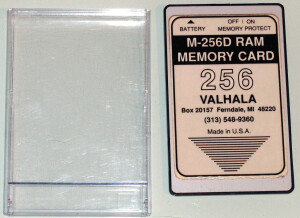 OFF | ON
BATTERY MEMORY PROTECT
M-256D RAM
MEMORY CARD
256
VALHALA
Box 20157 Ferndale, MI 48220
(313) 548-9360
Made in U.S.A.